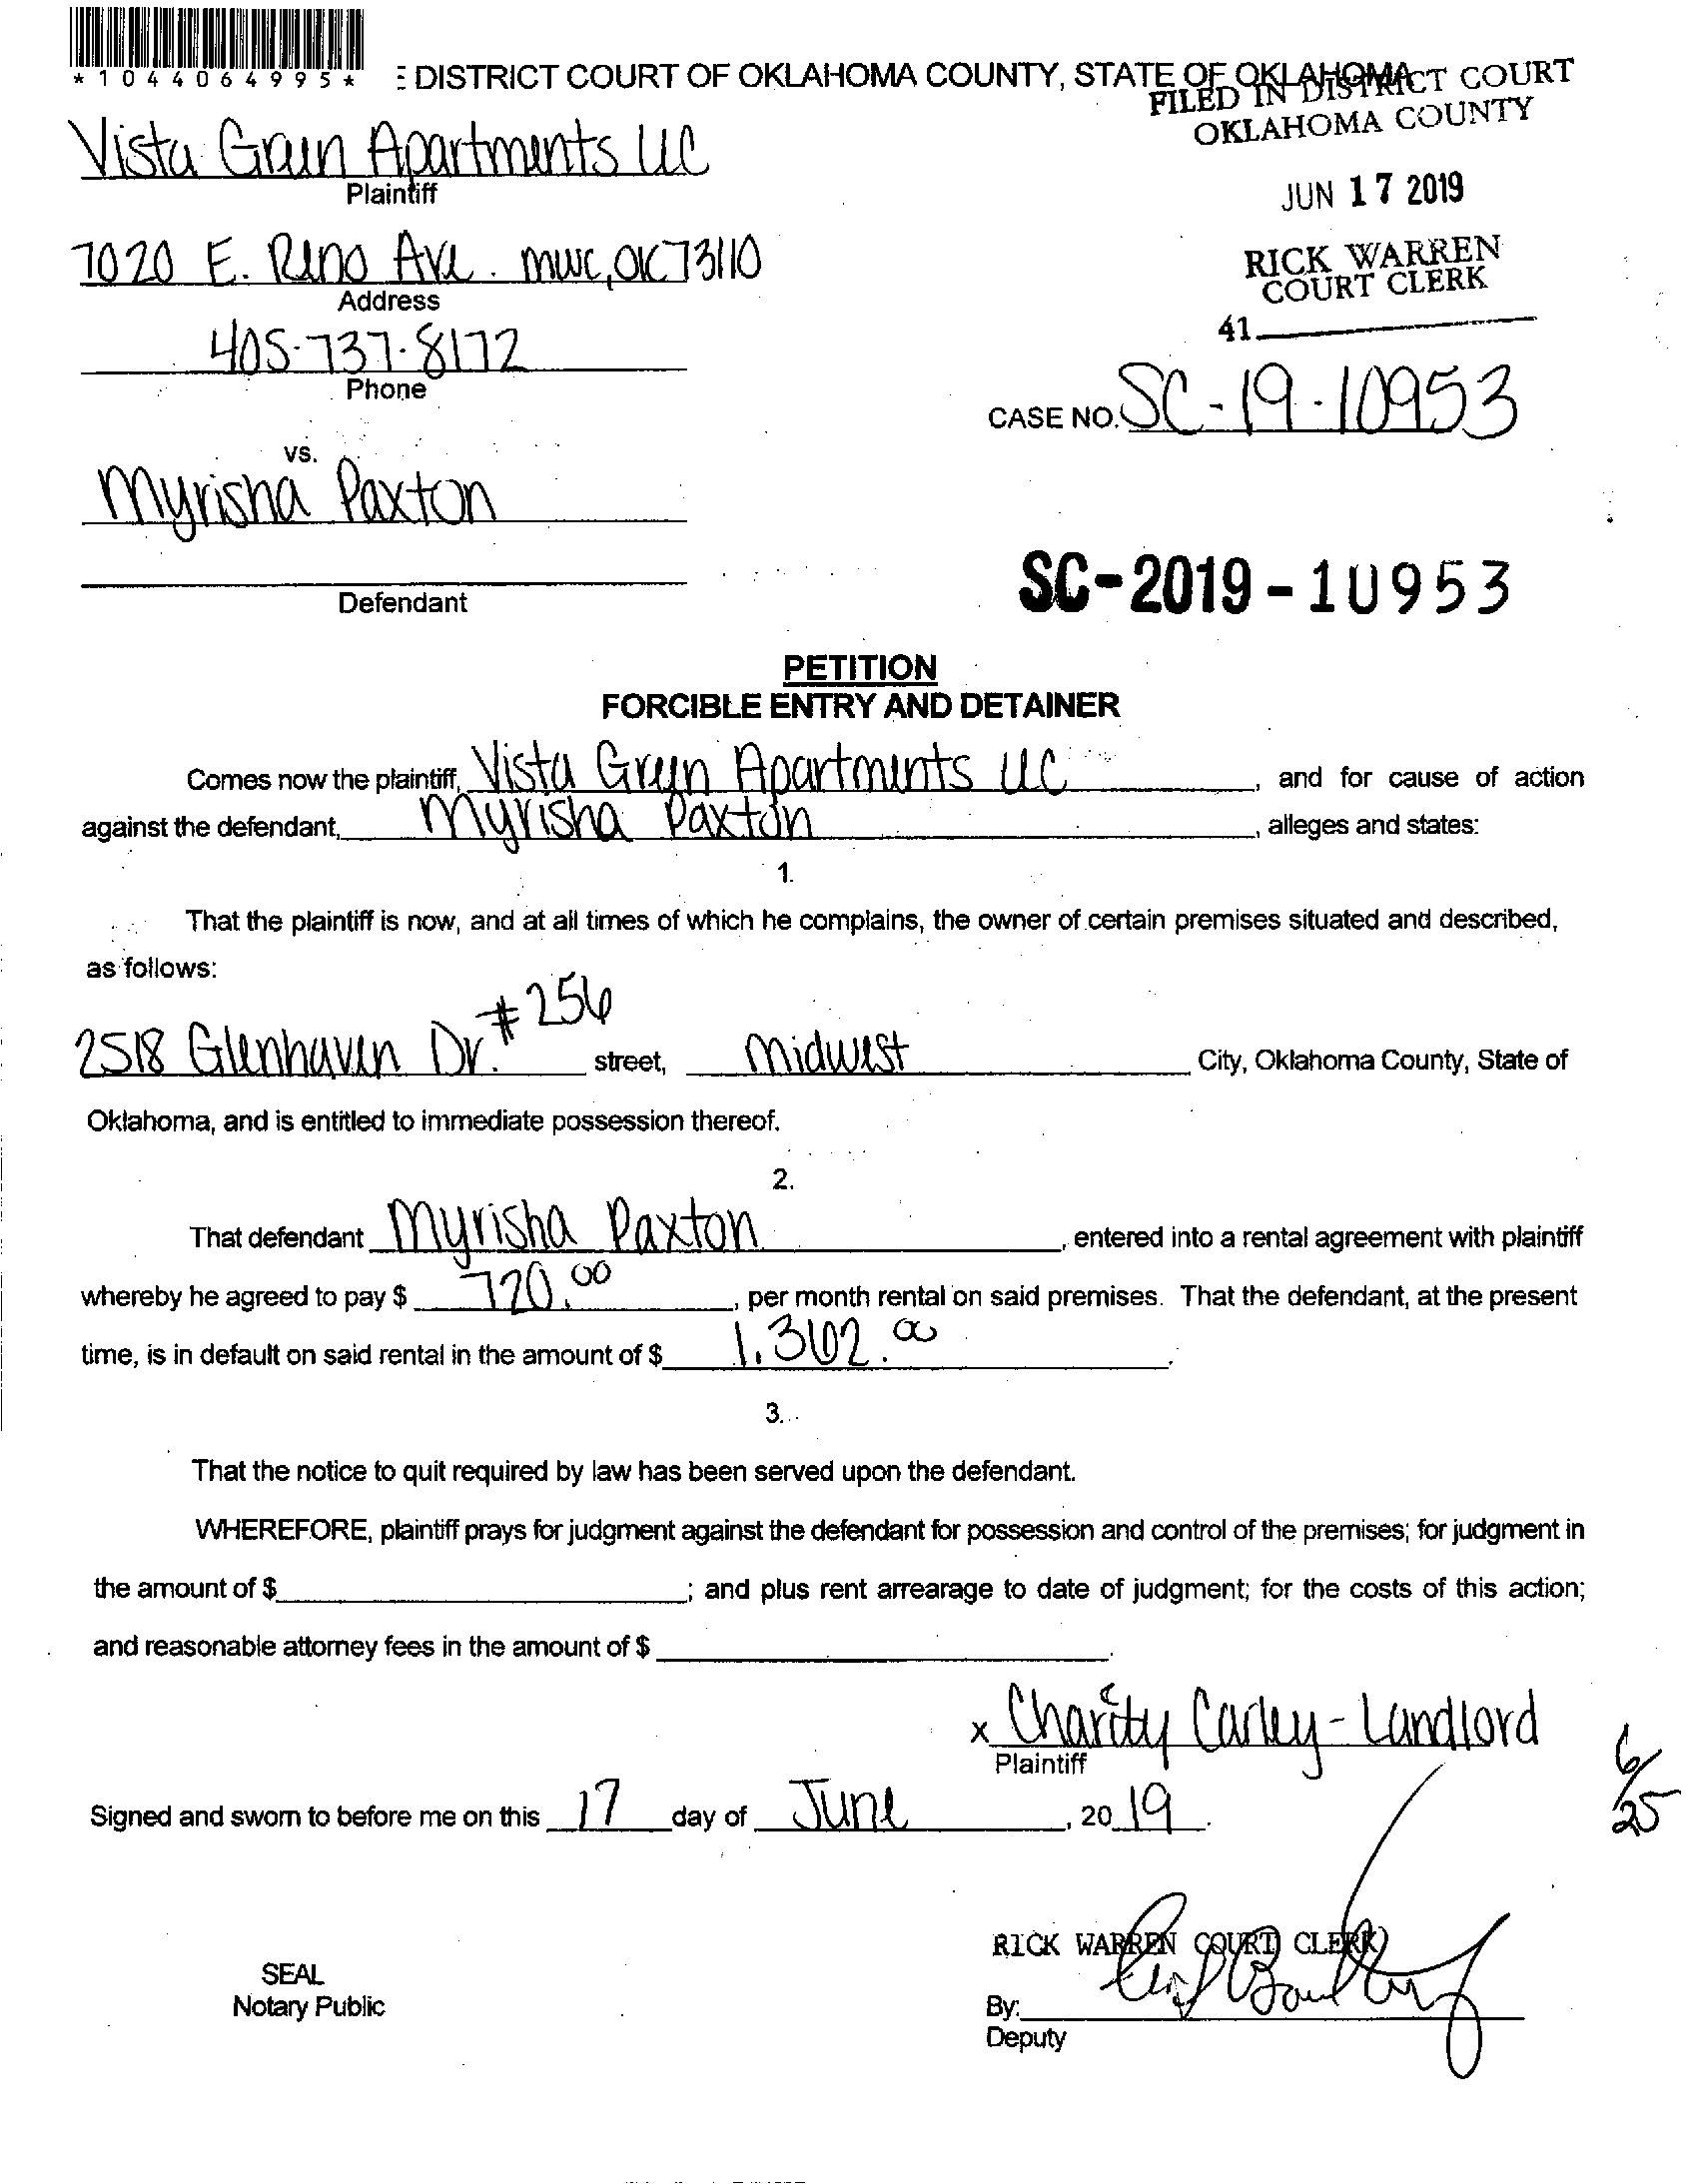 *1044064995*
DISTRICT COURT OF OKLAHOMA COUNTY, STATE OF OKLAHOMA
FILED IN DISTRICT COURT
OKLAHOMA COUNTY
JUN 17 2019
RICK WARREN
COURT CLERK
41
Vista Green Apartments LLC
Plaintiff
7020 E. Reno Ave. MWC, OK 73110
Address
405-737-8172
Phone
CASE NO. SC-19-10953
vs.
Myrisha Paxton
Defendant
SC-2019-10953
PETITION
FORCIBLE ENTRY AND DETAINER
Comes now the plaintiff, Vista Green Apartments LLC, and for cause of action
against the defendant, Myrisha Paxton, alleges and states:
1.
That the plaintiff is now, and at all times of which he complains, the owner of certain premises situated and described,
as follows:
2518 Glenhaven Dr. #256 street, Midwest City, Oklahoma County, State of
Oklahoma, and is entitled to immediate possession thereof.
2.
That defendant Myrisha Paxton, entered into a rental agreement with plaintiff
whereby he agreed to pay $ 720.00, per month rental on said premises. That the defendant, at the present
time, is in default on said rental in the amount of $ 1,362.00.
3.
That the notice to quit required by law has been served upon the defendant.
WHEREFORE, plaintiff prays for judgment against the defendant for possession and control of the premises; for judgment in
the amount of $ ; and plus rent arrearage to date of judgment; for the costs of this action;
and reasonable attorney fees in the amount of $ .
x Charity Carley - Landlord
Plaintiff
6/25
Signed and sworn to before me on this 17 day of June, 20 19.
RICK WARREN COURT CLERK
SEAL
Notary Public
By:
Deputy